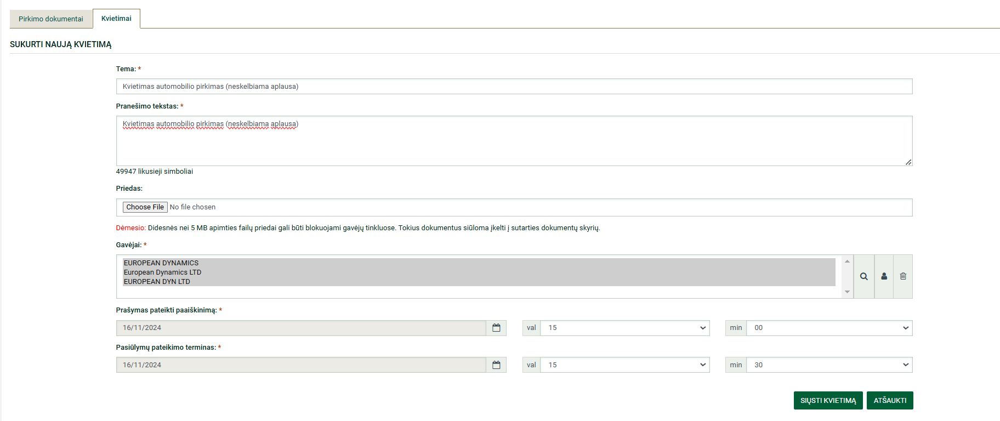 Pirkimo dokumentai
Kvietimai
SUKURTI NAUJĄ KVIETIMĄ
Tema: *
Kvietimas automobilio pirkimas (neskelbiama aplausa)
Pranešimo tekstas: *
Kvietimas automobilio pirkimas (neskelbiama aplausa)
49947 likusieji simboliai
Priedas:
Choose File No file chosen
Dėmesio: Didesnės nei 5 MB apimties failų priedai gali būti blokuojami gavėjų tinkluose. Tokius dokumentus siūloma įkelti į sutarties dokumentų skyrių.
Gavėjai: *
EUROPEAN DYNAMICS
European Dynamics LTD
EUROPEAN DYN LTD
Prašymas pateikti paaiškinimą: *
16/11/2024 val 15 min 00
Pasiūlymų pateikimo terminas: *
16/11/2024 val 15 min 30
SIŲSTI KVIETIMĄ ATŠAUKTI